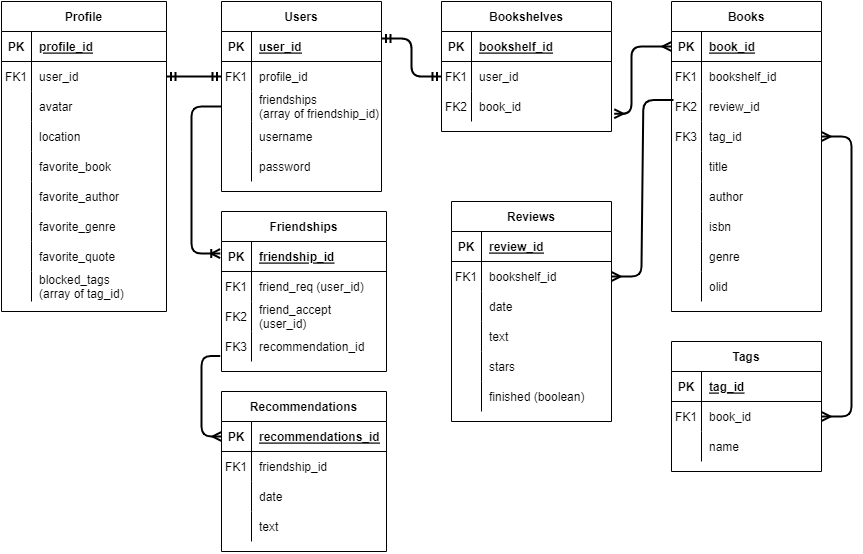 Profile
PK profile_id
FK1 user_id
avatar
location
favorite_book
favorite_author
favorite_genre
favorite_quote
blocked_tags
(array of tag_id)
Users
PK user_id
FK1 profile_id
friendships
(array of friendship_id)
username
password
Friendships
PK friendship_id
FK1 friend_req (user_id)
FK2 friend_accept
(user_id)
FK3 recommendation_id
Recommendations
PK recommendations_id
FK1 friendship_id
date
text
Bookshelves
PK bookshelf_id
FK1 user_id
FK2 book_id
Reviews
PK review_id
FK1 bookshelf_id
date
text
stars
finished (boolean)
Books
PK book_id
FK1 bookshelf_id
FK2 review_id
FK3 tag_id
title
author
isbn
genre
olid
Tags
PK tag_id
FK1 book_id
name